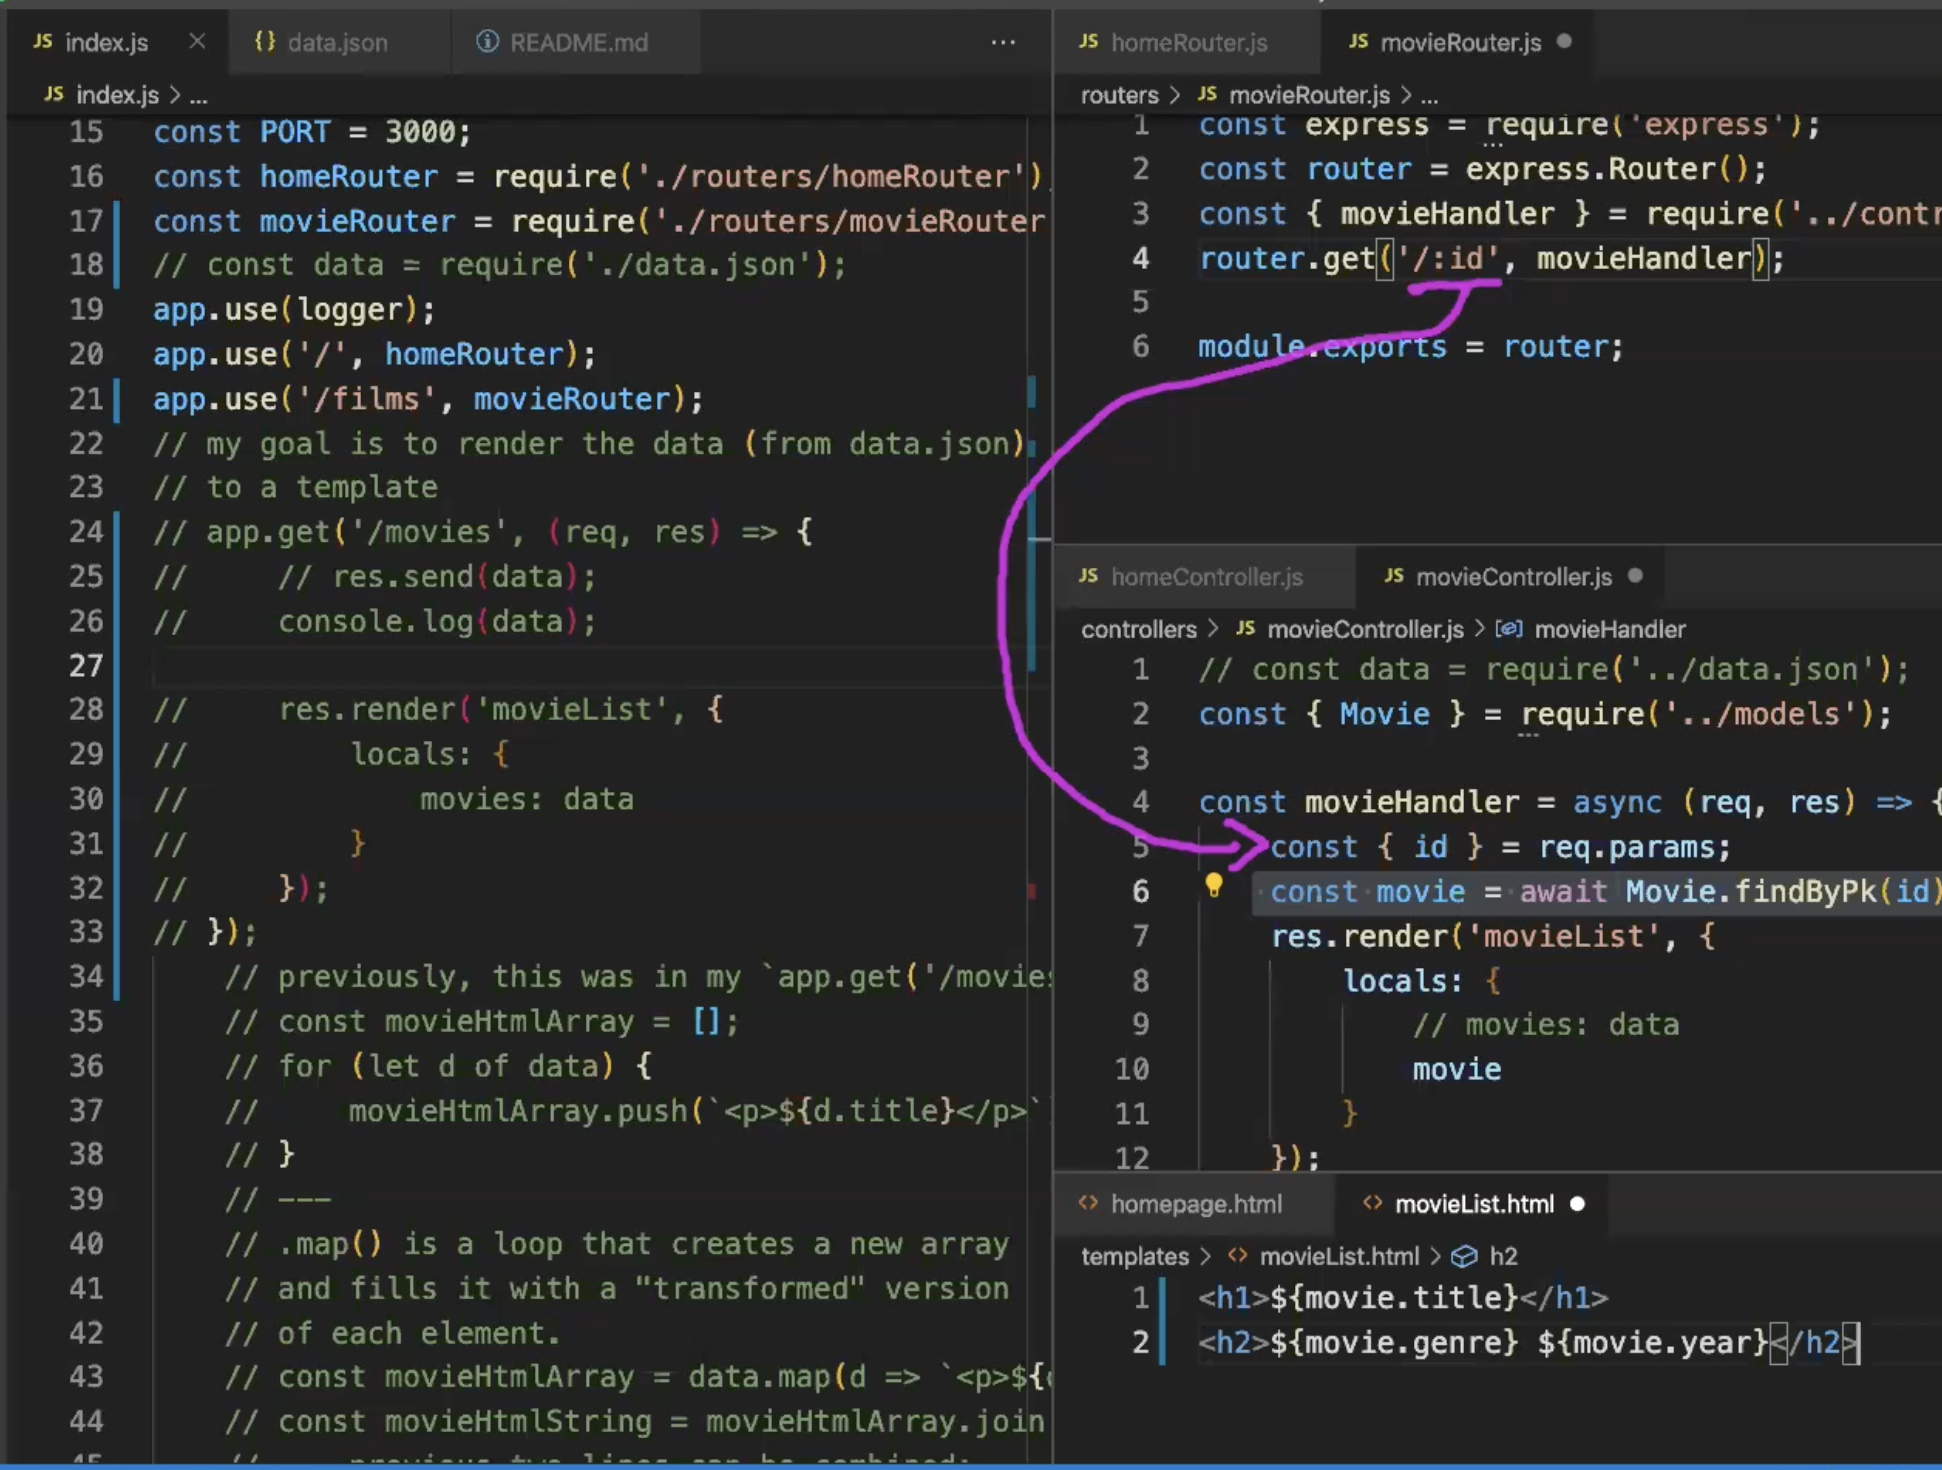 index.js
data.json
README.md
index.js > ...
15 const PORT = 3000;
16 const homeRouter = require('./routers/homeRouter')
17 const movieRouter = require('./routers/movieRouter
18 // const data = require('./data.json');
19 app.use(logger);
20 app.use('/', homeRouter);
21 app.use('/films', movieRouter);
22 // my goal is to render the data (from data.json)
23 // to a template
24 // app.get('/movies', (req, res) => {
25 //     // res.send(data);
26 //     console.log(data);
27
28 //     res.render('movieList', {
29 //         locals: {
30 //             movies: data
31 //         }
32 //     });
33 // });
34 // previously, this was in my `app.get('/movies
35 // const movieHtmlArray = [];
36 // for (let d of data) {
37 //     movieHtmlArray.push(`<p>${d.title}</p>`
38 // }
39 // ---
40 // .map() is a loop that creates a new array
41 // and fills it with a "transformed" version
42 // of each element.
43 // const movieHtmlArray = data.map(d => `<p>${
44 // const movieHtmlString = movieHtmlArray.join
homeRouter.js
movieRouter.js
routers > movieRouter.js > ...
1 const express = require('express');
2 const router = express.Router();
3 const { movieHandler } = require('../contr
4 router.get('/:id', movieHandler);
5
6 module.exports = router;
homeController.js
movieController.js
controllers > movieController.js > movieHandler
1 // const data = require('../data.json');
2 const { Movie } = require('../models');
3
4 const movieHandler = async (req, res) => {
5     const { id } = req.params;
6     const movie = await Movie.findByPk(id)
7     res.render('movieList', {
8         locals: {
9             // movies: data
10             movie
11         }
12     });
homepage.html
movieList.html
templates > movieList.html > h2
1 <h1>${movie.title}</h1>
2 <h2>${movie.genre} ${movie.year}</h2>